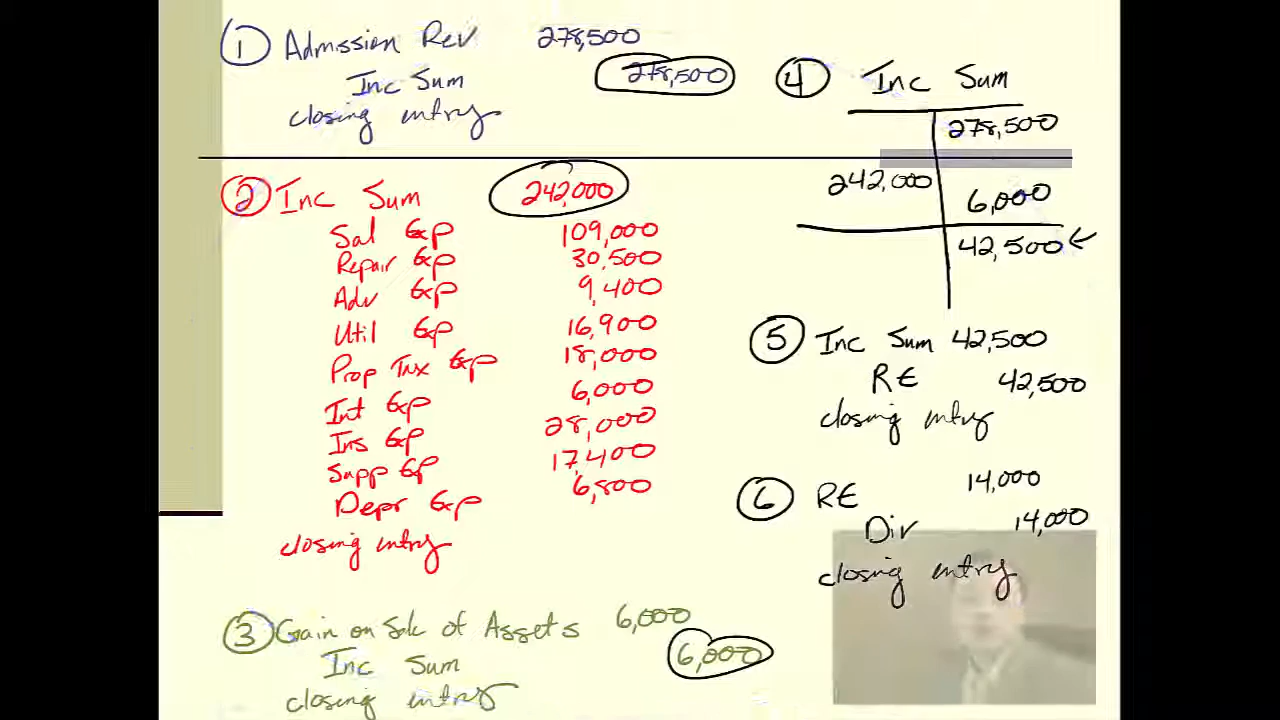 ① Admission Rev 278,500
Inc Sum 278,500
closing entry
② Inc Sum 242,000
Sal Exp 109,000
Repair Exp 30,500
Adv Exp 9,400
Util Exp 16,900
Prop Tax Exp 18,000
Int Exp 6,000
Ins Exp 28,000
Supp Exp 17,400
Depr Exp 6,800
closing entry
③ Gain on Sale of Assets 6,000
Inc Sum 6,000
closing entry
④ Inc Sum
278,500
242,000
6,000
42,500 ←
⑤ Inc Sum 42,500
RE 42,500
closing entry
⑥ RE 14,000
Div 14,000
closing entry